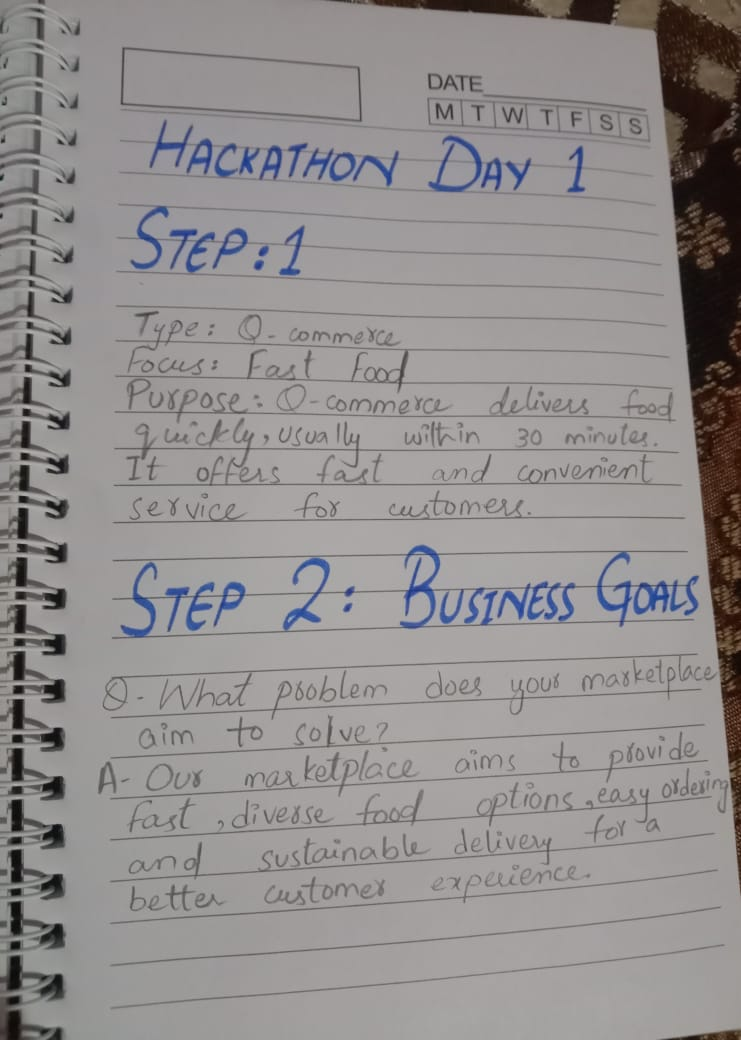 DATE
M T W T F S S
HACKATHON DAY 1
STEP:1
Type: Q-commerce
Focus: Fast Food
Purpose: Q-commerce delivers food
quickly, usually within 30 minutes.
It offers fast and convenient
service for customers.
STEP 2: BUSINESS GOALS
Q- What problem does your marketplace
aim to solve?
A- Our marketplace aims to provide
fast, diverse food options, easy ordering
and sustainable delivery for a
better customer experience.